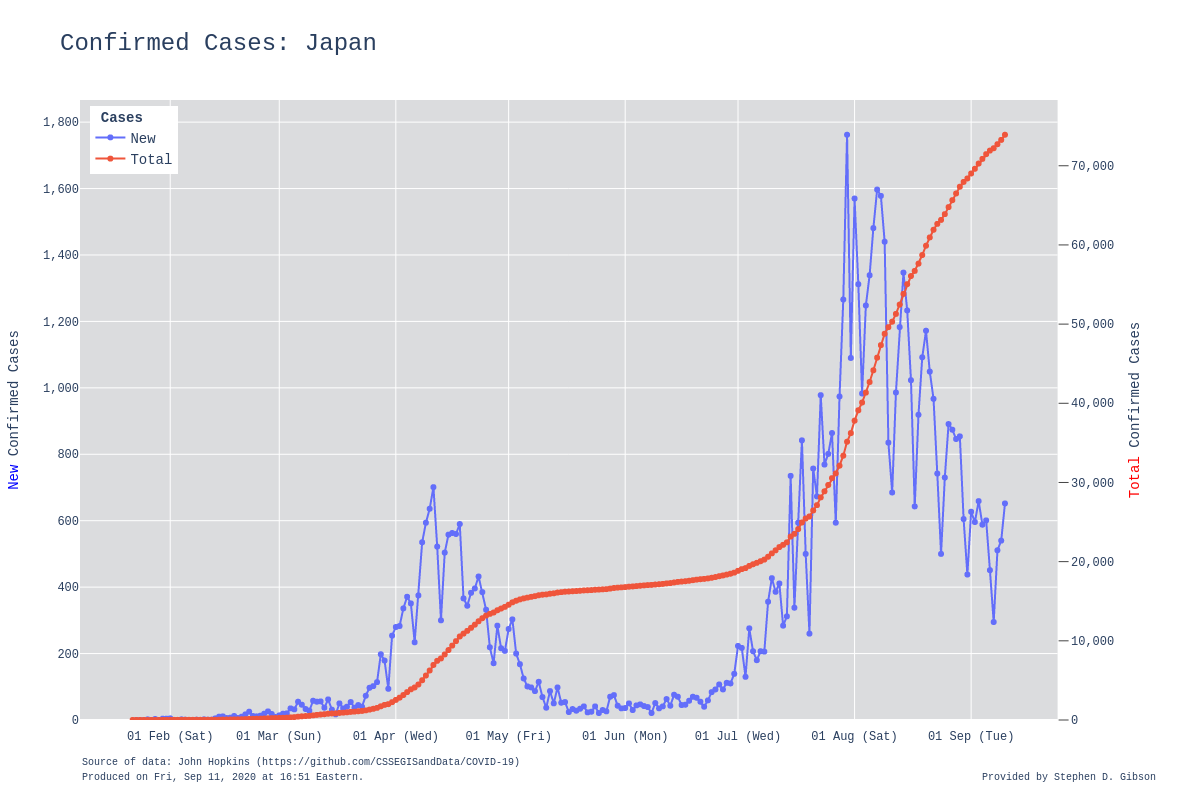 Confirmed Cases: Japan
Cases
New
Total
1,800
1,600
1,400
1,200
1,000
800
600
400
200
0
70,000
60,000
50,000
40,000
30,000
20,000
10,000
0
New Confirmed Cases
Total Confirmed Cases
01 Feb (Sat) 01 Mar (Sun) 01 Apr (Wed) 01 May (Fri) 01 Jun (Mon) 01 Jul (Wed) 01 Aug (Sat) 01 Sep (Tue)
Source of data: John Hopkins (https://github.com/CSSEGISandData/COVID-19)
Produced on Fri, Sep 11, 2020 at 16:51 Eastern.
Provided by Stephen D. Gibson